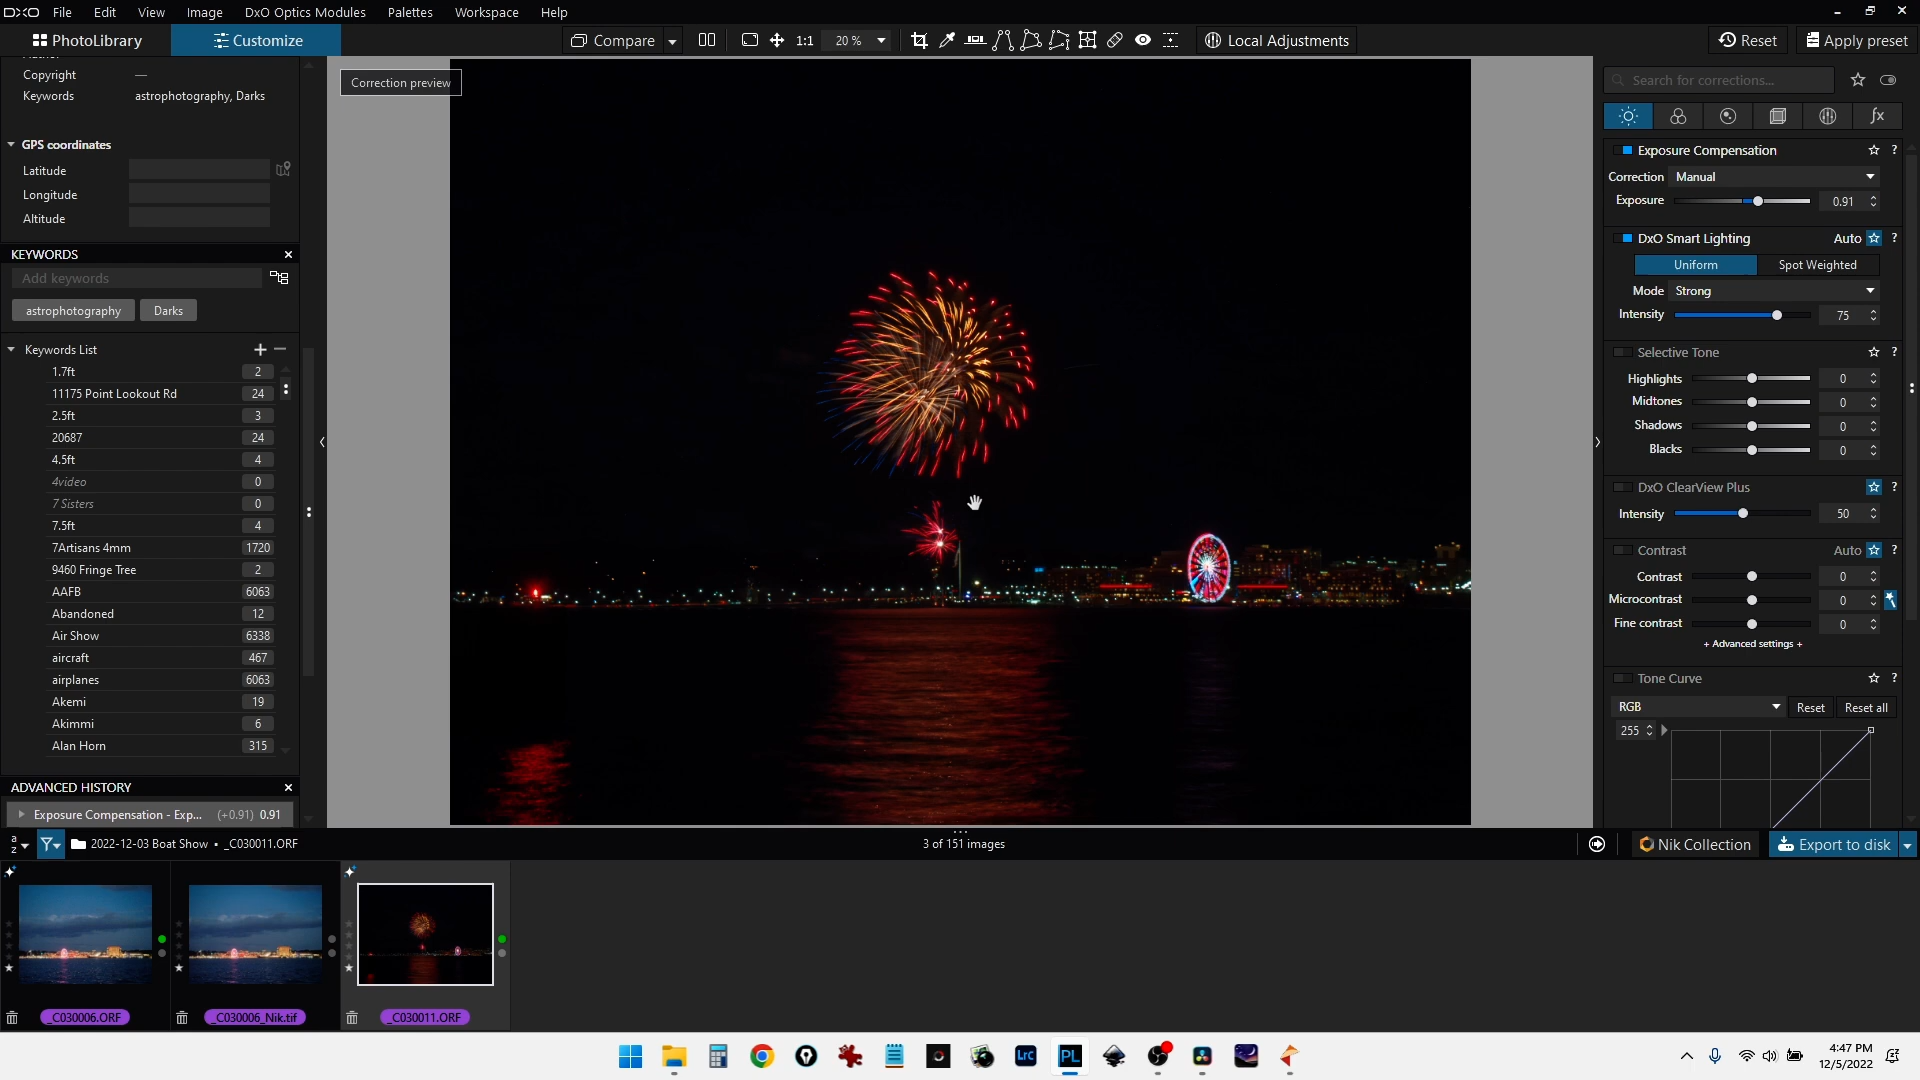 DXO File Edit View Image DxO Optics Modules Palettes Workspace Help
PhotoLibrary Customize Compare 1:1 20 % Local Adjustments Reset Apply preset
Copyright —
Keywords astrophotography, Darks
GPS coordinates
Latitude
Longitude
Altitude
KEYWORDS
Add keywords
astrophotography Darks
Keywords List
1.7ft 2
11175 Point Lookout Rd 24
2.5ft 3
20687 24
4.5ft 4
4video 0
7 Sisters 0
7.5ft 4
7Artisans 4mm 1720
9460 Fringe Tree 2
AAFB 6063
Abandoned 12
Air Show 6338
aircraft 467
airplanes 6063
Akemi 19
Akimmi 6
Alan Horn 315
ADVANCED HISTORY
Exposure Compensation - Exp... (+0.91) 0.91
Correction preview
Search for corrections...
fx
Exposure Compensation ?
Correction Manual
Exposure 0.91
DxO Smart Lighting Auto ?
Uniform Spot Weighted
Mode Strong
Intensity 75
Selective Tone ?
Highlights 0
Midtones 0
Shadows 0
Blacks 0
DxO ClearView Plus ?
Intensity 50
Contrast Auto ?
Contrast 0
Microcontrast 0
Fine contrast 0
+ Advanced settings +
Tone Curve ?
RGB Reset Reset all
255
a
z
2022-12-03 Boat Show • _C030011.ORF 3 of 151 images Nik Collection Export to disk
_C030006.ORF _C030006_Nik.tif _C030011.ORF
LrC PL
4:47 PM
12/5/2022